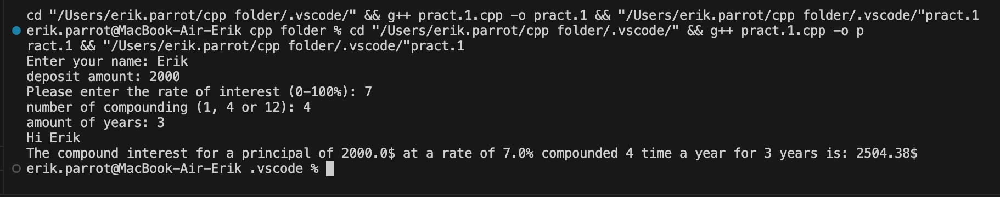 cd "/Users/erik.parrot/cpp folder/.vscode/" && g++ pract.1.cpp -o pract.1 && "/Users/erik.parrot/cpp folder/.vscode/"pract.1
erik.parrot@MacBook-Air-Erik cpp folder % cd "/Users/erik.parrot/cpp folder/.vscode/" && g++ pract.1.cpp -o p
ract.1 && "/Users/erik.parrot/cpp folder/.vscode/"pract.1
Enter your name: Erik
deposit amount: 2000
Please enter the rate of interest (0-100%): 7
number of compounding (1, 4 or 12): 4
amount of years: 3
Hi Erik
The compound interest for a principal of 2000.0$ at a rate of 7.0% compounded 4 time a year for 3 years is: 2504.38$
erik.parrot@MacBook-Air-Erik .vscode %